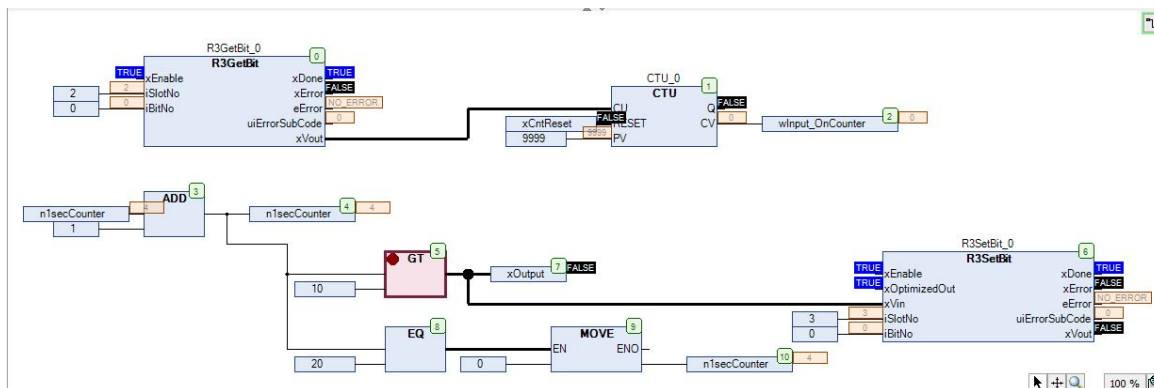 R3GetBit_0
0
R3GetBit
TRUE xEnable xDone TRUE
2 2 iSlotNo xError FALSE
0 0 iBitNo eError NO_ERROR
uiErrorSubCode 0
xVout
CTU_0
1
CTU
CU Q FALSE
xCntReset FALSE RESET CV 0 wInput_OnCounter 2 0
9999 9999 PV
3
ADD
n1secCounter 4 n1secCounter 4 4
1
5
GT
10
xOutput 7 FALSE
R3SetBit_0
6
R3SetBit
TRUE xEnable xDone TRUE
TRUE xOptimizedOut xError FALSE
xVin eError NO_ERROR
3 3 iSlotNo uiErrorSubCode 0
0 0 iBitNo xVout FALSE
8
EQ
20
9
MOVE
EN ENO
0
n1secCounter 10 4
100 %